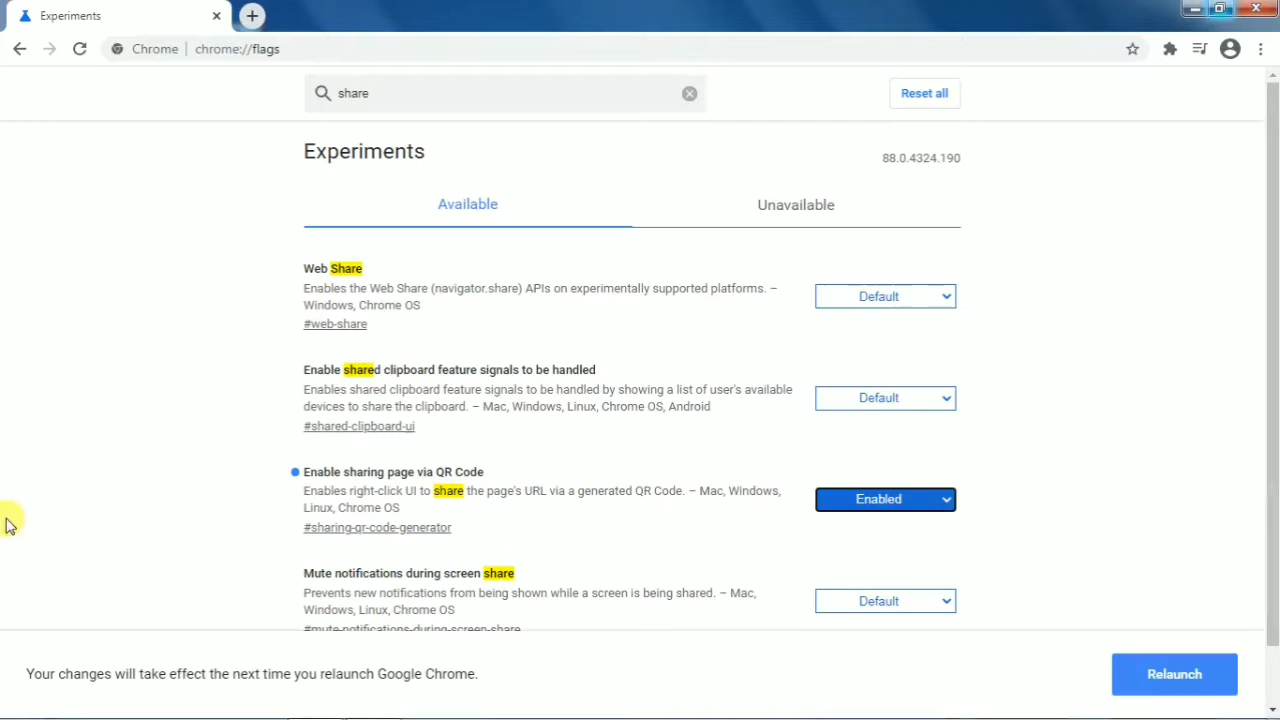 Experiments
Chrome | chrome://flags
share
Reset all
Experiments
88.0.4324.190
Available
Unavailable
Web Share
Enables the Web Share (navigator.share) APIs on experimentally supported platforms. –
Windows, Chrome OS
#web-share
Default
Enable shared clipboard feature signals to be handled
Enables shared clipboard feature signals to be handled by showing a list of user's available
devices to share the clipboard. – Mac, Windows, Linux, Chrome OS, Android
#shared-clipboard-ui
Default
Enable sharing page via QR Code
Enables right-click UI to share the page's URL via a generated QR Code. – Mac, Windows,
Linux, Chrome OS
#sharing-qr-code-generator
Enabled
Mute notifications during screen share
Prevents new notifications from being shown while a screen is being shared. – Mac,
Windows, Linux, Chrome OS
#mute-notifications-during-screen-share
Default
Your changes will take effect the next time you relaunch Google Chrome.
Relaunch